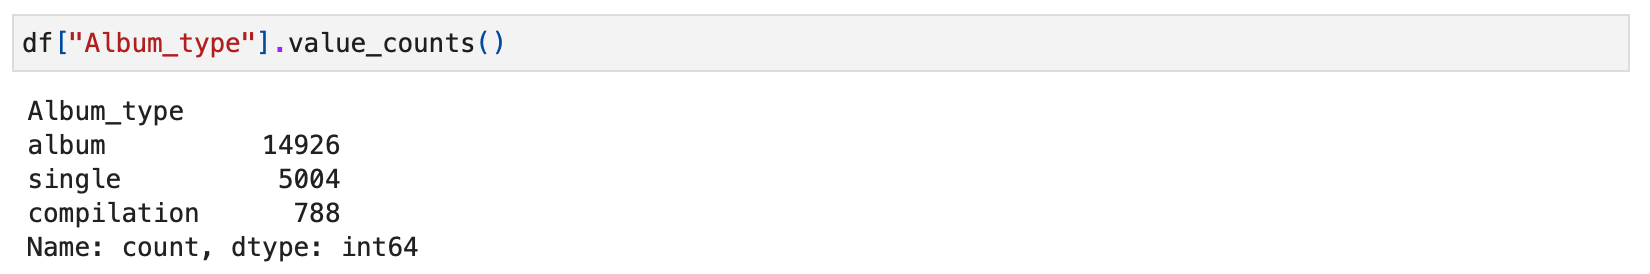 df["Album_type"].value_counts()
Album_type
album          14926
single          5004
compilation      788
Name: count, dtype: int64